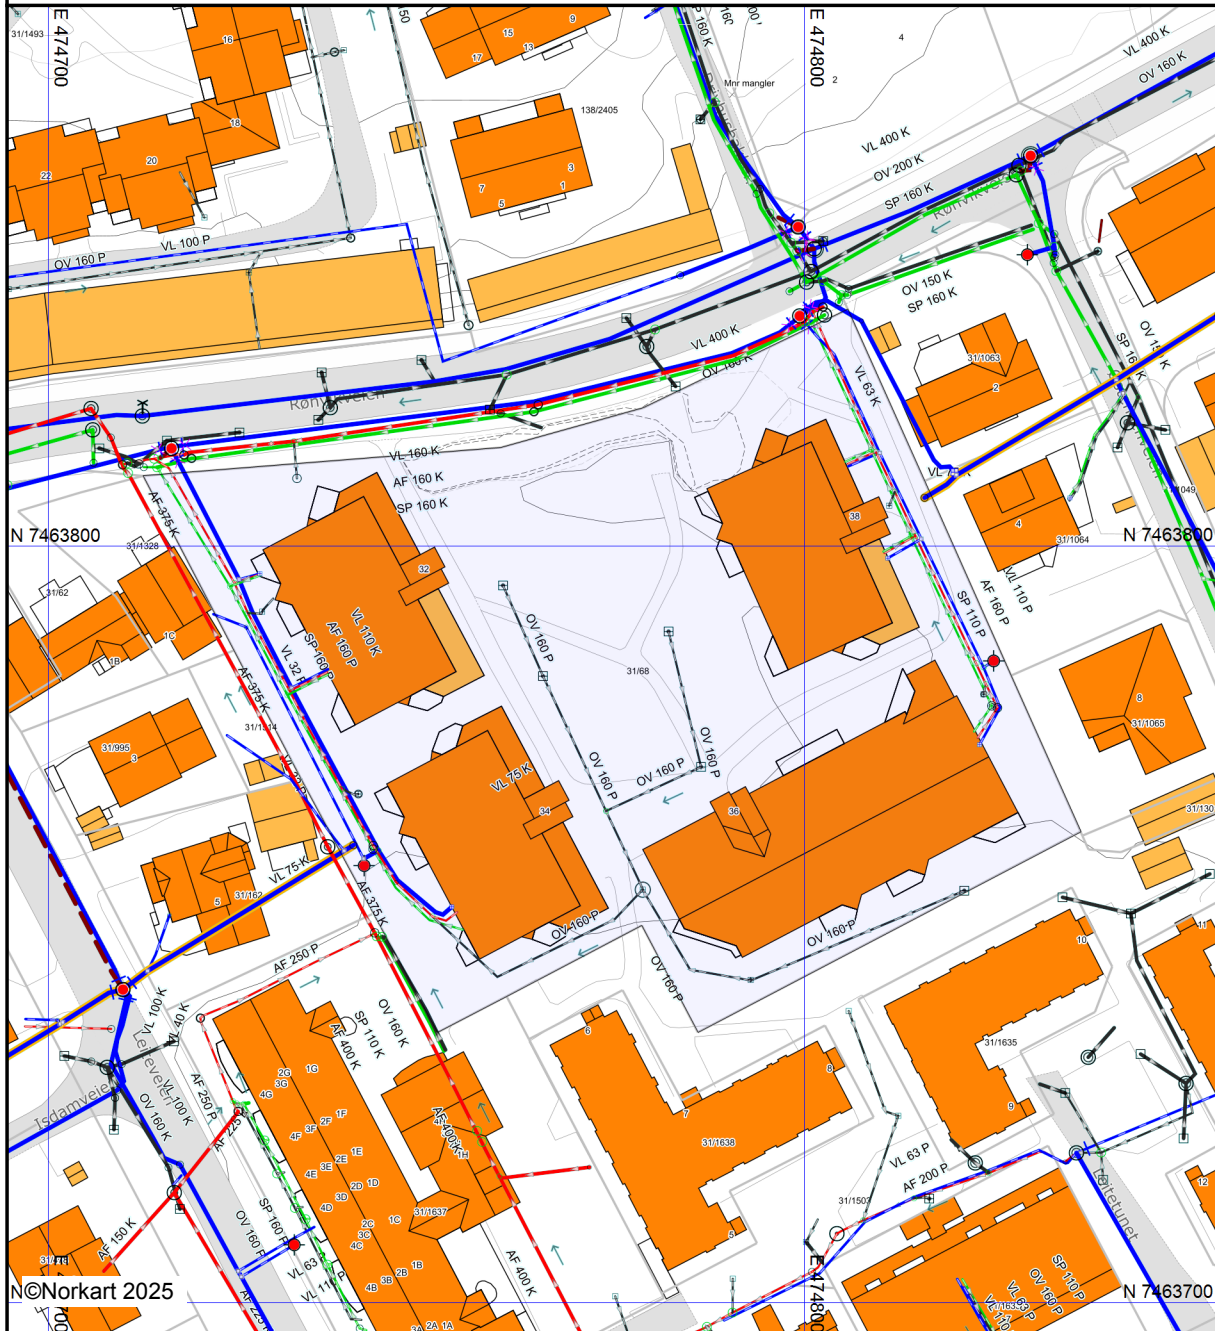 31/1493
E 474700
16
150
15
9
13
17
P 160 K
160
E 474800
4
VL 400 K
OV 160 K
2
Mnr mangler
138/2405
18
20
22
3
7
1
5
VL 400 K
OV 200 K
SP 160 K
VL 100 P
OV 160 P
OV 150 K
SP 160 K
VL 400 K
31/1063
2
VL 63 K
Rønvikveien
VL 160 K
AF 160 K
SP 160 K
AF 375 K
38
4
31/1064
N 7463800
N 7463800
31/1328
31/62
32
1C
1B
VL 110 K
AF 160 P
SP 160 P
VL 32 P
OV 160 P
VL 110 P
AF 160 P
SP 110 P
31/68
AF 375 K
8
31/1065
31/995
3
OV 160 P
OV 160 P
OV 160 P
VL 75 K
34
36
31/130
VL 75 K
31/162
5
AF 375 K
OV 160 P
OV 160 P
OV 160 P
10
11
AF 250 P
VL 100 K
VL 40 K
Leiteveien
OV 160 K
SP 110 K
AF 400 K
6
8
31/1635
Isdamveien
VL 100 K
OV 160 K
AF 250 P
2G
1G
3G
4G
1F
2F
3F
4F
1E
2E
3E
4E
1D
2D
3D
4D
1C
2C
3C
4C
1B
2B
3B
4B
1H
AF 400 K
7
9
31/1638
VL 63 P
AF 200 P
31/1503
31/1637
AF 150 K
SP 160 P
OV 160 P
VL 63
5
12
Leitetunet
AF 400 K
E 474800
SP 110 P
OV 160 P
VL 63 P
N 7463700
©Norkart 2025
2A
1A
3A